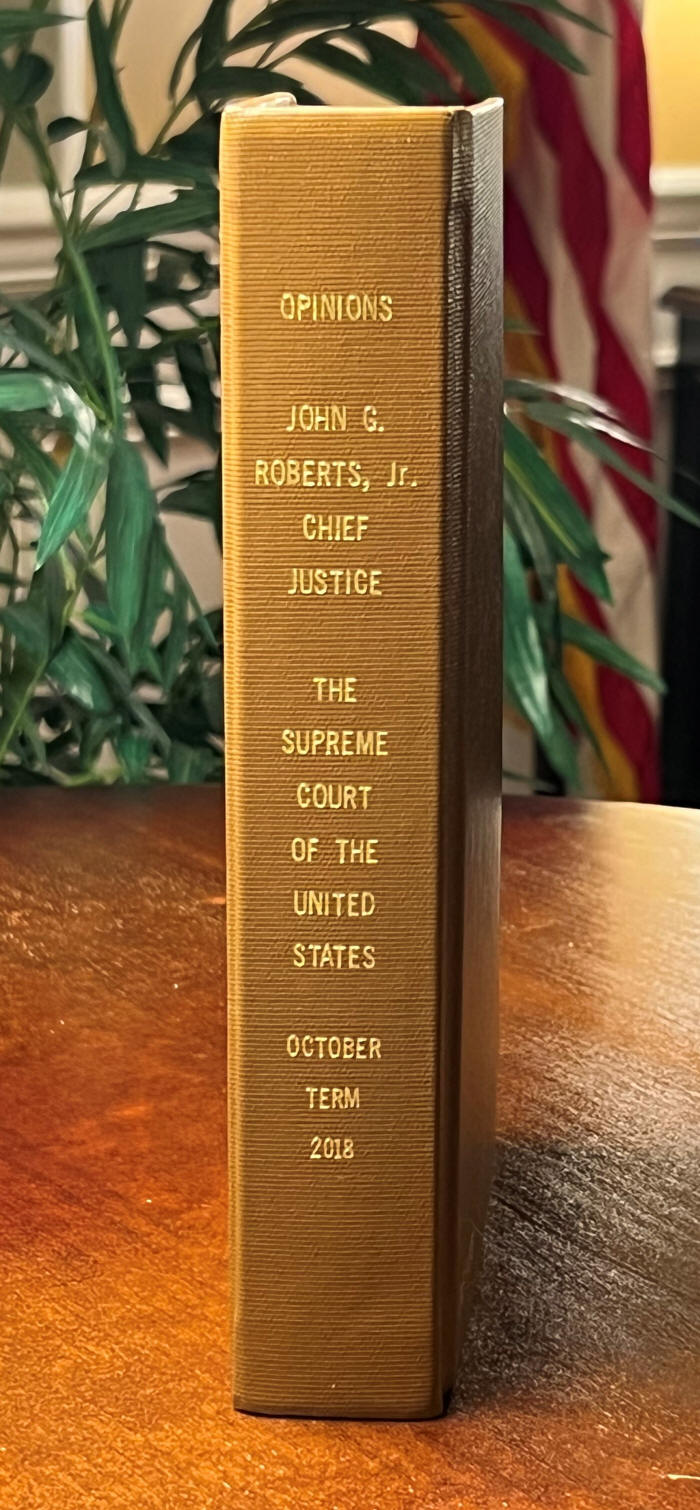 OPINIONS
JOHN G.
ROBERTS, Jr.
CHIEF
JUSTICE
THE
SUPREME
COURT
OF THE
UNITED
STATES
OCTOBER
TERM
2018